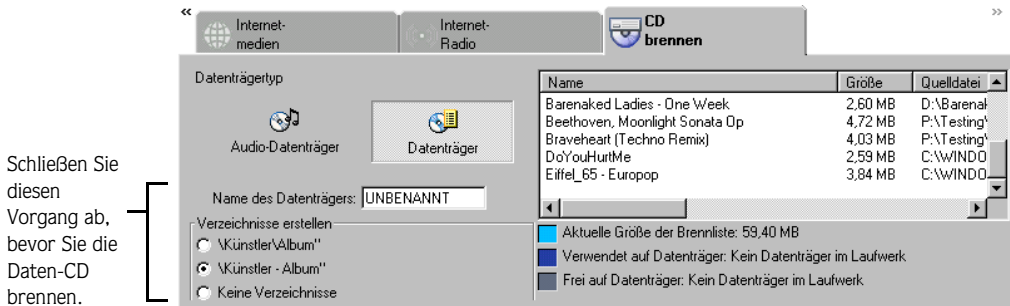 «
Internet-
medien
Internet-
Radio
CD
brennen
»
Datenträgertyp
Audio-Datenträger
Datenträger
Name Größe Quelldatei
Barenaked Ladies - One Week 2,60 MB D:\Barenak
Beethoven, Moonlight Sonata Op 4,72 MB P:\Testing\
Braveheart (Techno Remix) 4,03 MB P:\Testing\
DoYouHurtMe 2,59 MB C:\WINDO
Eiffel_65 - Europop 3,84 MB C:\WINDO
Schließen Sie
diesen
Vorgang ab,
bevor Sie die
Daten-CD
brennen.
Name des Datenträgers: UNBENANNT
Verzeichnisse erstellen
\Künstler\Album"
\Künstler - Album"
Keine Verzeichnisse
Aktuelle Größe der Brennliste: 59,40 MB
Verwendet auf Datenträger: Kein Datenträger im Laufwerk
Frei auf Datenträger: Kein Datenträger im Laufwerk